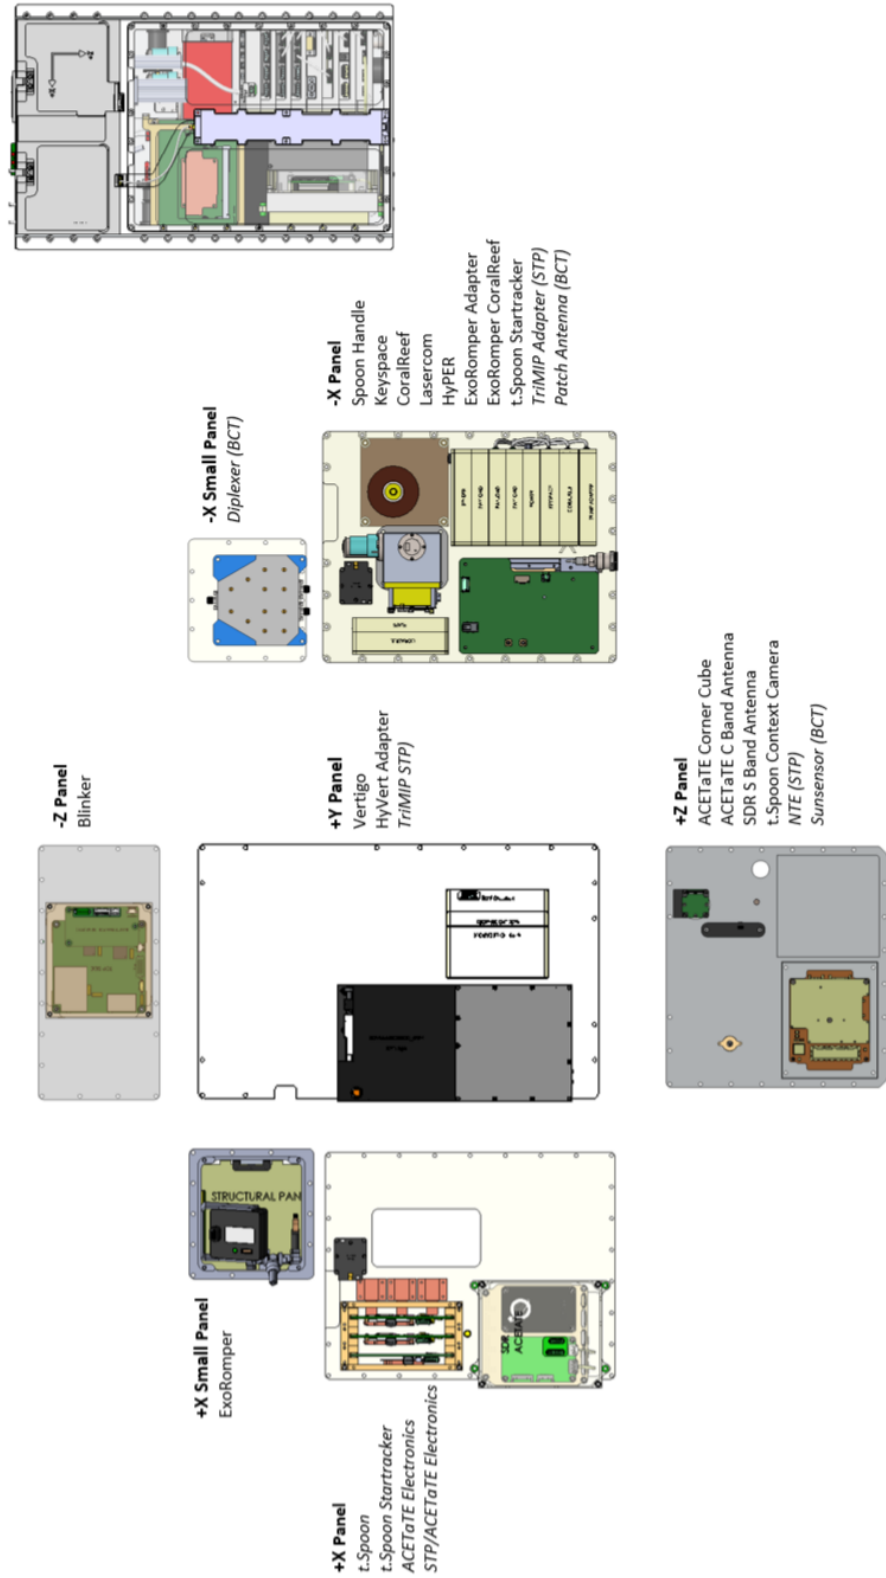 -Z Panel
Blinker
+X Small Panel
ExoRomper
STRUCTURAL PAN
-X Small Panel
Diplexer (BCT)
+X Panel
t.Spoon
t.Spoon Startracker
ACETaTE Electronics
STP/ACETaTE Electronics
SDR
ACETATE
+Y Panel
Vertigo
HyVert Adapter
TriMIP STP)
-X Panel
Spoon Handle
Keyspace
CoralReef
Lasercom
HyPER
ExoRomper Adapter
ExoRomper CoralReef
t.Spoon Startracker
TriMIP Adapter (STP)
Patch Antenna (BCT)
+Z Panel
ACETaTE Corner Cube
ACETaTE C Band Antenna
SDR S Band Antenna
t.Spoon Context Camera
NTE (STP)
Sunsensor (BCT)